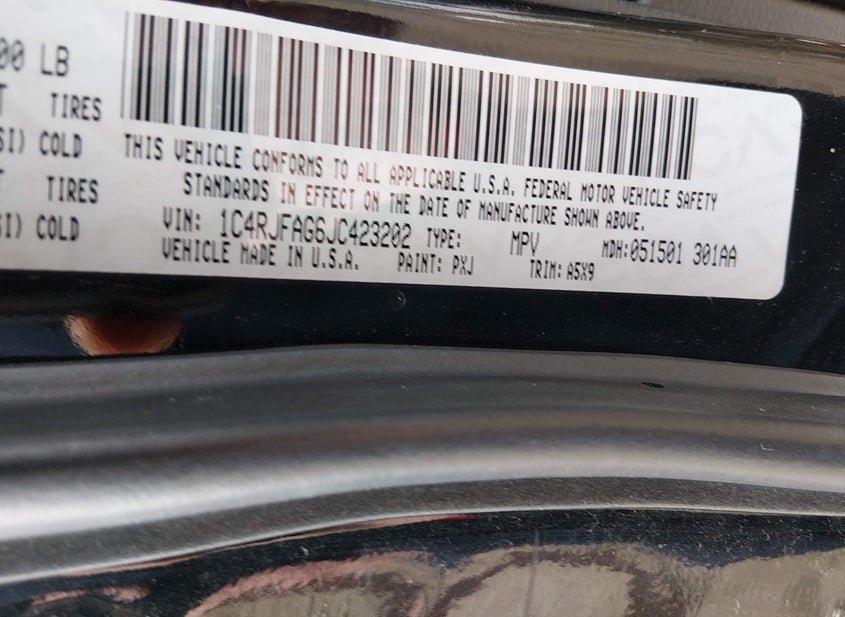 00 LB
TIRES
SI) COLD
TIRES
SI) COLD
THIS VEHICLE CONFORMS TO ALL APPLICABLE U.S.A. FEDERAL MOTOR VEHICLE SAFETY
STANDARDS IN EFFECT ON THE DATE OF MANUFACTURE SHOWN ABOVE.
VIN: 1C4RJFAG6JC423202 TYPE: MPV MDH:051501 301AA
VEHICLE MADE IN U.S.A. PAINT: PXJ TRIM: A5X9